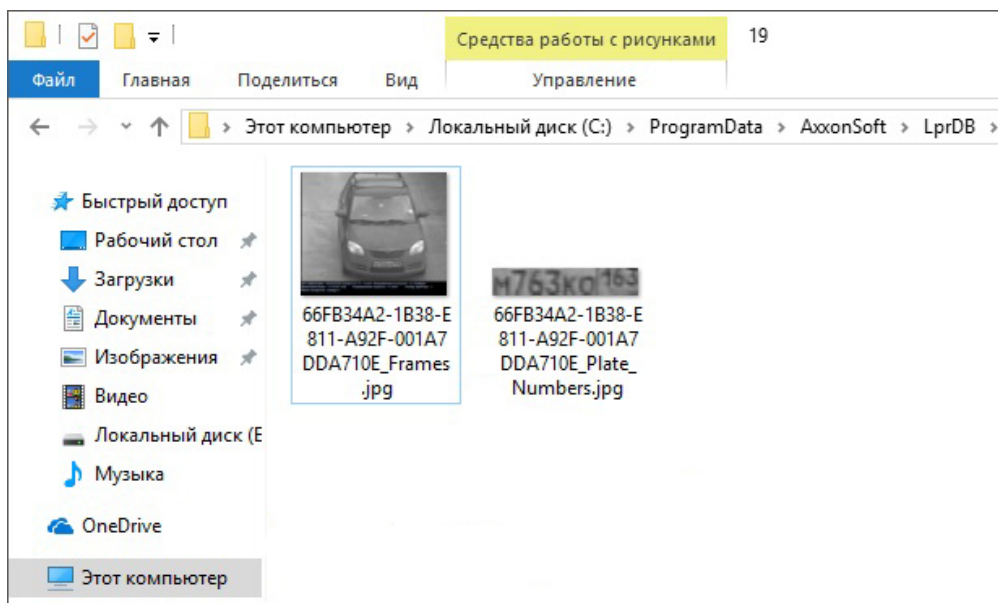 Средства работы с рисунками
19
Файл Главная Поделиться Вид Управление
Этот компьютер > Локальный диск (C:) > ProgramData > AxxonSoft > LprDB >
Быстрый доступ
Рабочий стол
Загрузки
Документы
Изображения
Видео
Локальный диск (E
Музыка
OneDrive
Этот компьютер
66FB34A2-1B38-E
811-A92F-001A7
DDA710E_Frames
.jpg
м763ко 163
66FB34A2-1B38-E
811-A92F-001A7
DDA710E_Plate_
Numbers.jpg